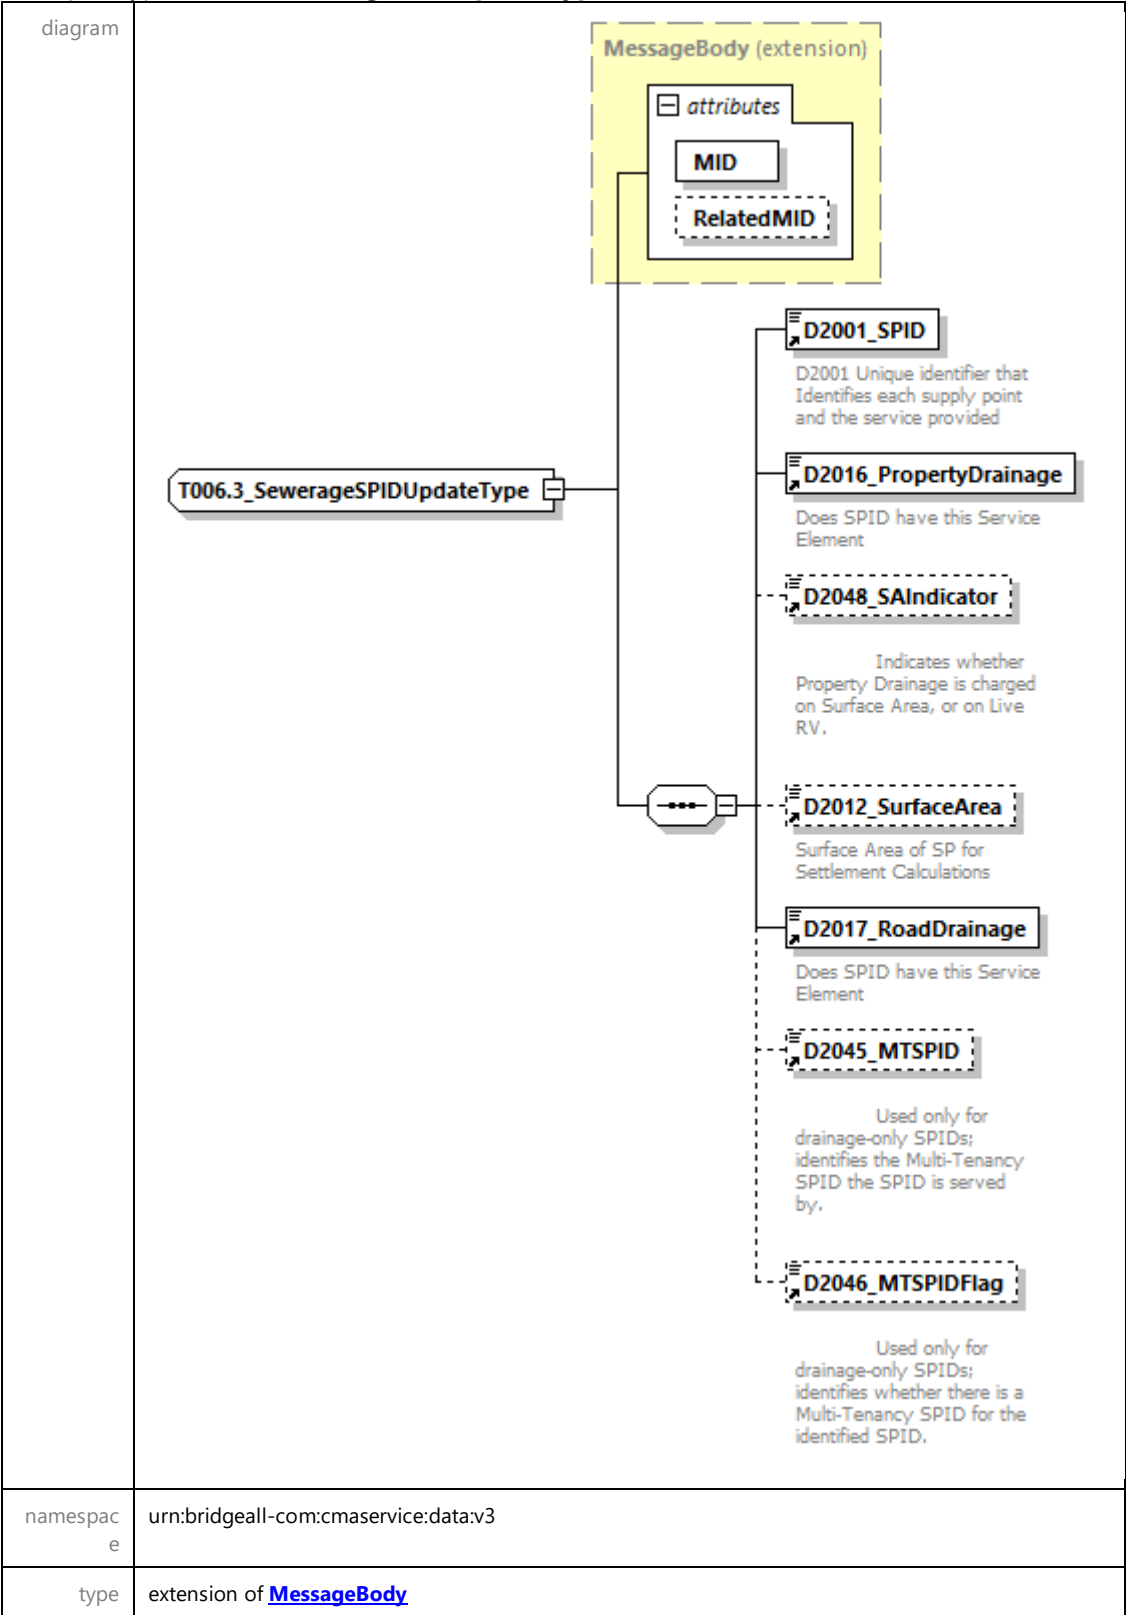 diagram
MessageBody (extension)
attributes
MID
RelatedMID
D2001_SPID
D2001 Unique identifier that
Identifies each supply point
and the service provided
T006.3_SewerageSPIDUpdateType
D2016_PropertyDrainage
Does SPID have this Service
Element
D2048_SAIndicator
Indicates whether
Property Drainage is charged
on Surface Area, or on Live
RV.
D2012_SurfaceArea
Surface Area of SP for
Settlement Calculations
D2017_RoadDrainage
Does SPID have this Service
Element
D2045_MTSPID
Used only for
drainage-only SPIDs;
identifies the Multi-Tenancy
SPID the SPID is served
by.
D2046_MTSPIDFlag
Used only for
drainage-only SPIDs;
identifies whether there is a
Multi-Tenancy SPID for the
identified SPID.
namespac
e
urn:bridgeall-com:cmaservice:data:v3
type
extension of MessageBody